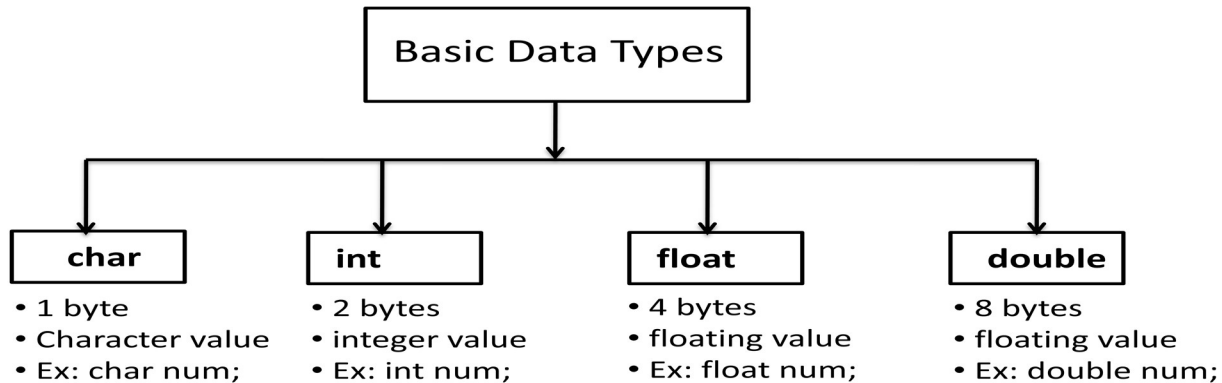 Basic Data Types
char
• 1 byte
• Character value
• Ex: char num;
int
• 2 bytes
• integer value
• Ex: int num;
float
• 4 bytes
• floating value
• Ex: float num;
double
• 8 bytes
• floating value
• Ex: double num;